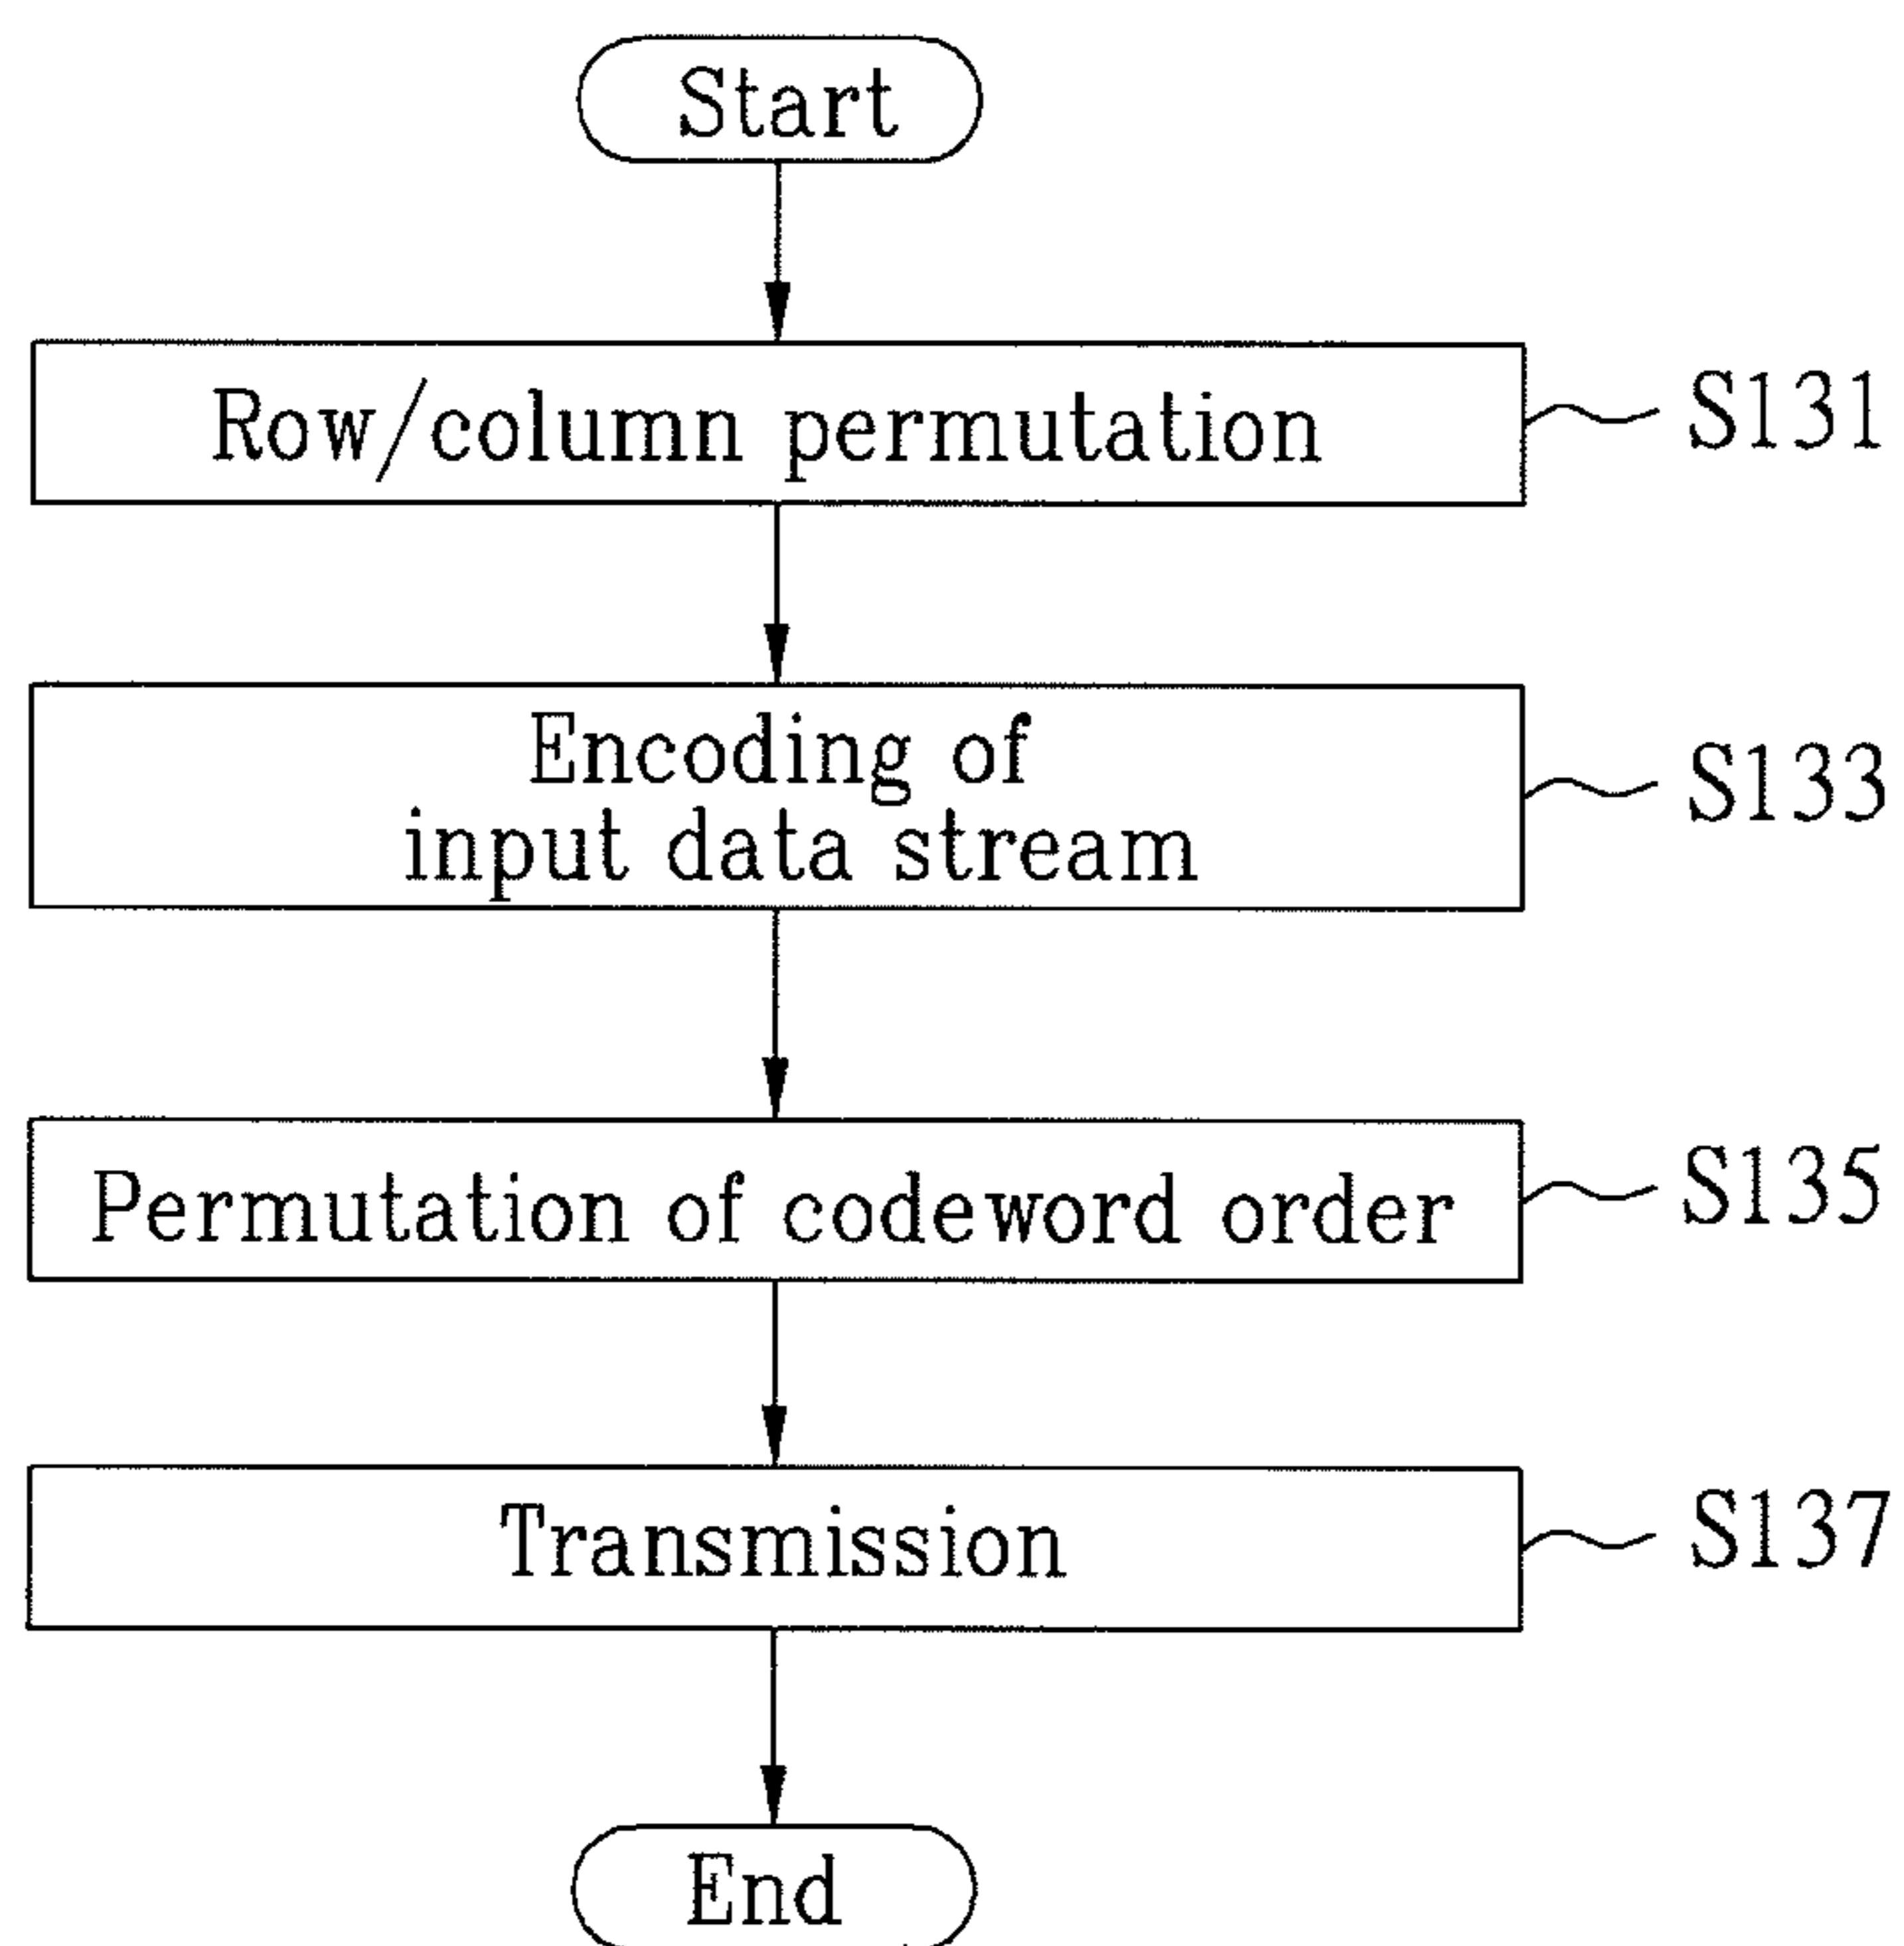 Start
Row/column permutation
S131
Encoding of
input data stream
S133
Permutation of codeword order
S135
Transmission
S137
End